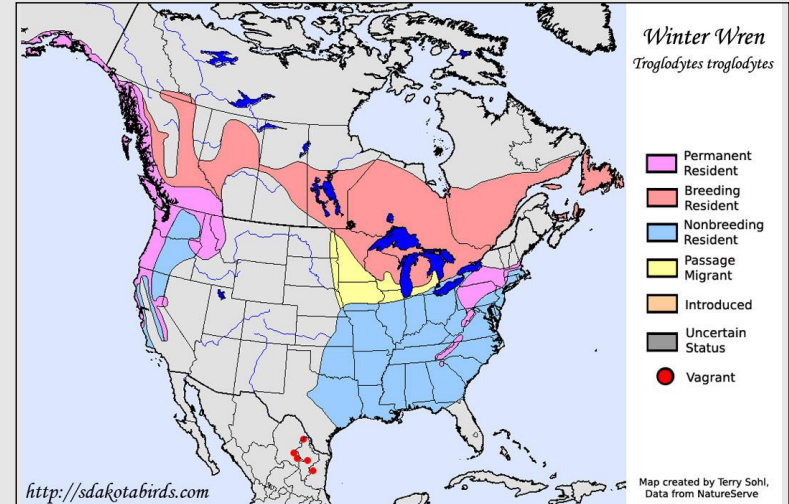 Winter Wren
Troglodytes troglodytes
Permanent
Resident
Breeding
Resident
Nonbreeding
Resident
Passage
Migrant
Introduced
Uncertain
Status
Vagrant
http://sdakotabirds.com
Map created by Terry Sohl,
Data from NatureServe